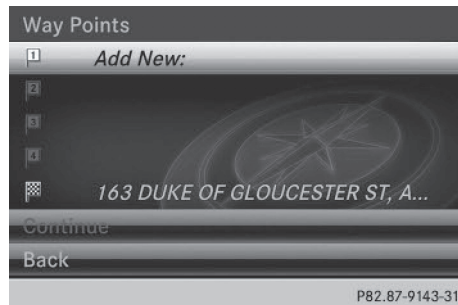 Way Points
1 Add New:
2
3
4
163 DUKE OF GLOUCESTER ST, A...
Continue
Back
P82.87-9143-31